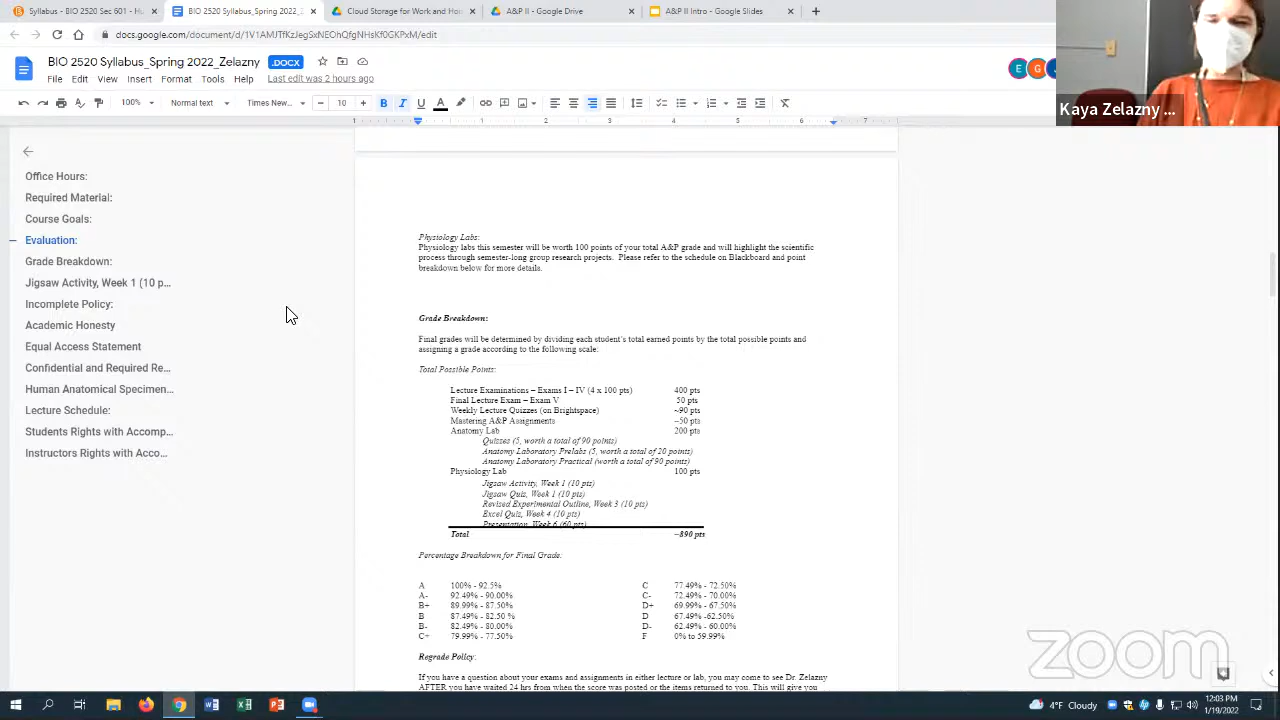 BIO 2520 Sec601 - Hu
BIO 2520 Syllabus_Spring 2022_
Cloud Storage for Work and Ho
A&P II - Google Drive
A&P II Intro - Google Slides
docs.google.com/document/d/1V1AMJTfKzJegSxNEOhQfgNHsKf0GKPxM/edit
BIO 2520 Syllabus_Spring 2022_Zelazny
.DOCX
File Edit View Insert Format Tools Help Last edit was 2 hours ago
E G
100% Normal text Times New... 10 B I U A
1 1 2 3 4 5 6 7
Kaya Zelazny ...
Office Hours:
Required Material:
Course Goals:
Evaluation:
Grade Breakdown:
Jigsaw Activity, Week 1 (10 p...
Incomplete Policy:
Academic Honesty
Equal Access Statement
Confidential and Required Re...
Human Anatomical Specimen...
Lecture Schedule:
Students Rights with Accomp...
Instructors Rights with Acco...
Physiology Labs:
Physiology labs this semester will be worth 100 points of your total A&P grade and will highlight the scientific
process through semester-long group research projects. Please refer to the schedule on Blackboard and point
breakdown below for more details.
Grade Breakdown:
Final grades will be determined by dividing each student's total earned points by the total possible points and
assigning a grade according to the following scale:
Total Possible Points:
Lecture Examinations – Exams I – IV (4 x 100 pts) 400 pts
Final Lecture Exam – Exam V 50 pts
Weekly Lecture Quizzes (on Brightspace) ~90 pts
Mastering A&P Assignments ~50 pts
Anatomy Lab 200 pts
Quizzes (5, worth a total of 90 points)
Anatomy Laboratory Prelabs (5, worth a total of 20 points)
Anatomy Laboratory Practical (worth a total of 90 points)
Physiology Lab 100 pts
Jigsaw Activity, Week 1 (10 pts)
Jigsaw Quiz, Week 1 (10 pts)
Revised Experimental Outline, Week 3 (10 pts)
Excel Quiz, Week 4 (10 pts)
Presentation, Week 6 (60 pts)
Total ~890 pts
Percentage Breakdown for Final Grade:
A 100% - 92.5% C 77.49% - 72.50%
A- 92.49% - 90.00% C- 72.49% - 70.00%
B+ 89.99% - 87.50% D+ 69.99% - 67.50%
B 87.49% - 82.50 % D 67.49% -62.50%
B- 82.49% - 80.00% D- 62.49% - 60.00%
C+ 79.99% - 77.50% F 0% to 59.99%
Regrade Policy:
If you have a question about your exams and assignments in either lecture or lab, you may come to see Dr. Zelazny
AFTER you have waited 24 hrs from when the score was posted or the items returned to you. This will give you
zoom
4°F Cloudy
12:03 PM
1/19/2022